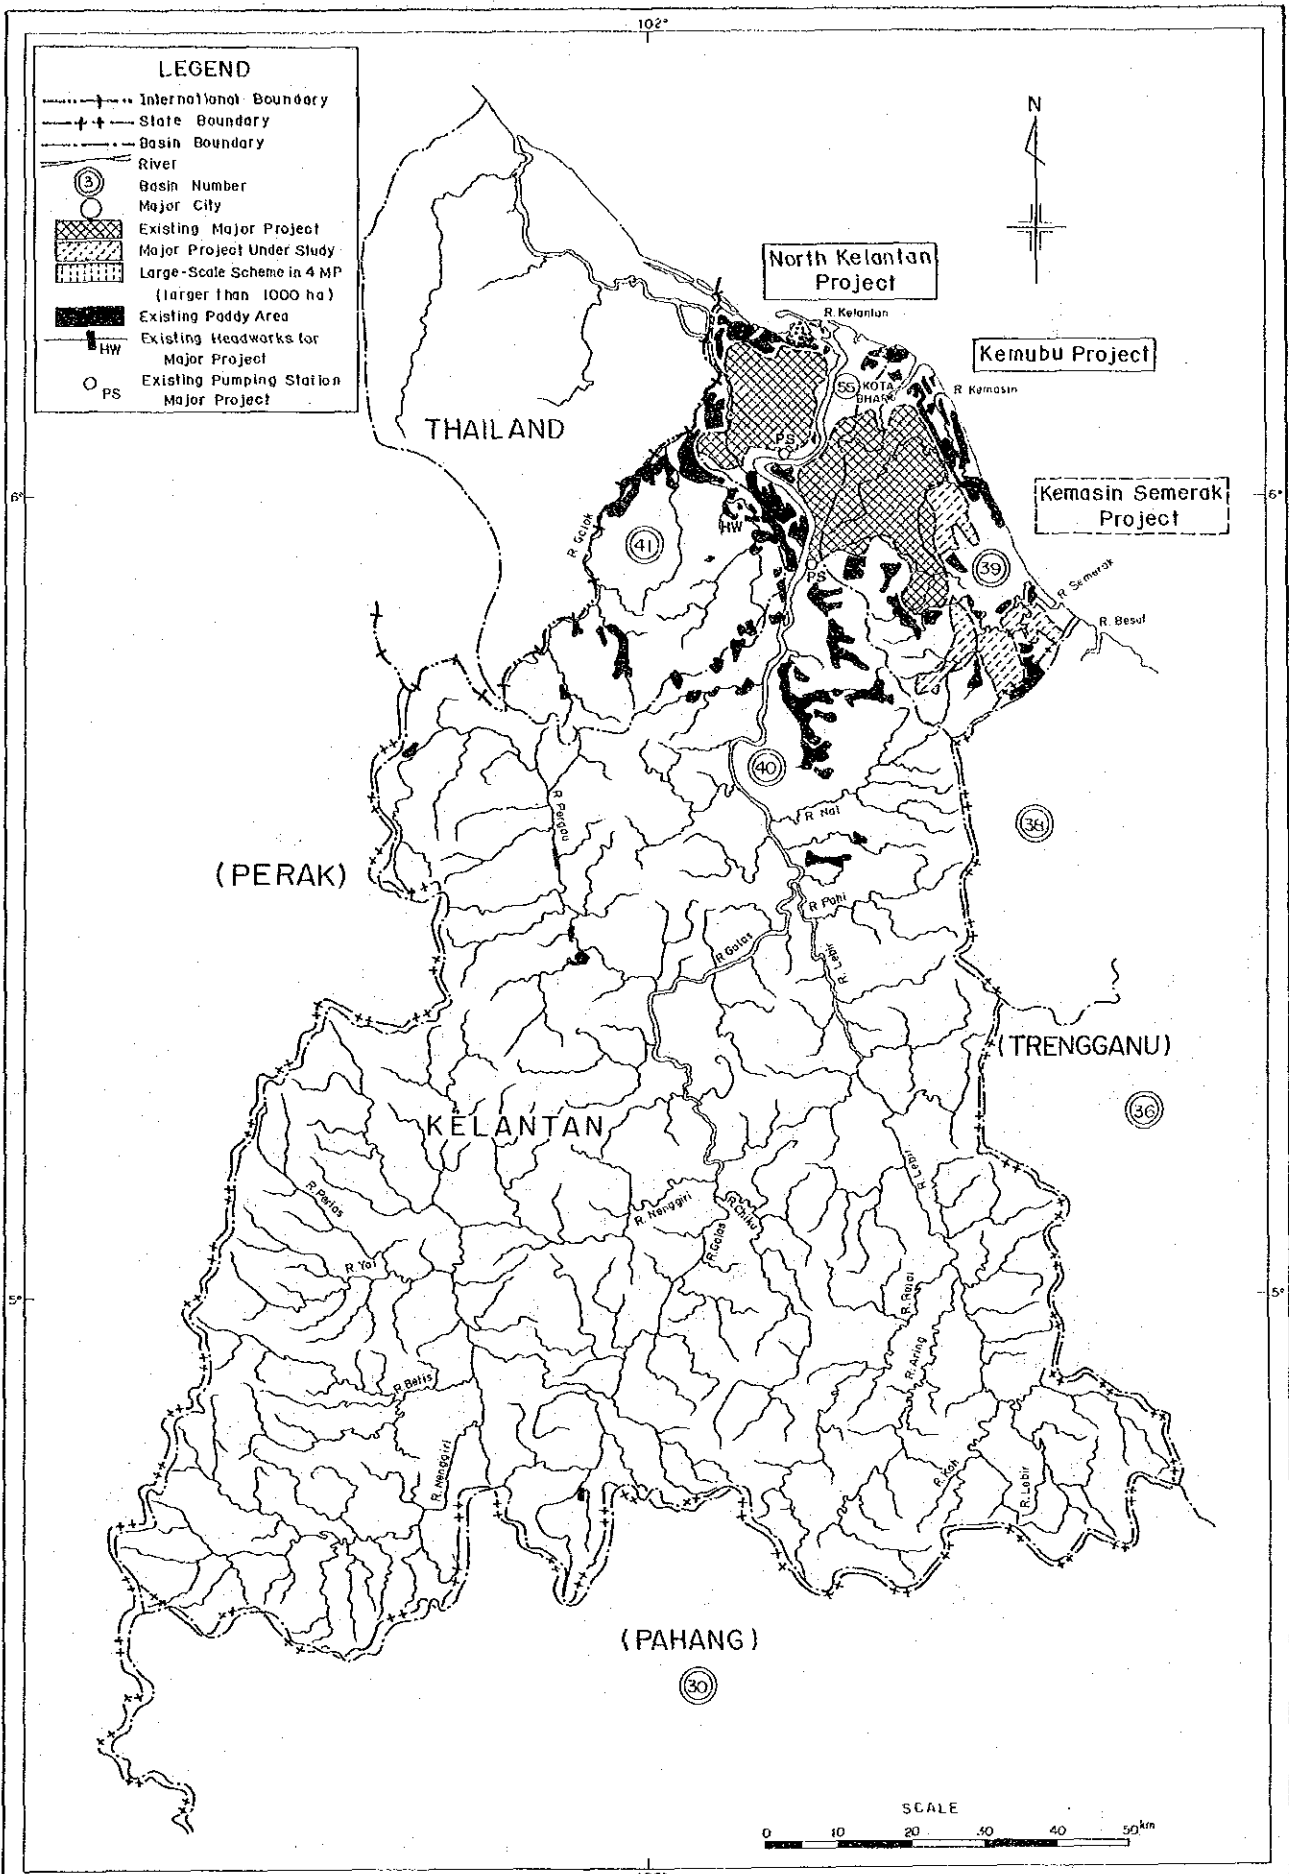 102°
LEGEND
International Boundary
State Boundary
Basin Boundary
River
3 Basin Number
Major City
Existing Major Project
Major Project Under Study
Large-Scale Scheme in 4 MP
(larger than 1000 ha)
Existing Paddy Area
HW Existing Headworks for
Major Project
PS Existing Pumping Station
Major Project
N
North Kelantan
Project
R. Kelantan
Kemubu Project
55 KOTA
BHARU
R. Kemasin
THAILAND
PS
6°
6°
Kemasin Semerak
Project
HW
R. Golok
41
PS
39
R. Semerak
R. Besut
40
R. Pergau
R. Nal
38
(PERAK)
R. Pahi
R. Galas
R. Lebir
(TRENGGANU)
36
KELANTAN
R. Lebir
R. Perias
R. Nenggiri
R. Chiku
R. Galas
R. Yai
5°
5°
R. Aring
R. Betis
R. Nenggiri
R. Koh
R. Lebir
(PAHANG)
30
SCALE
0 10 20 30 40 50km